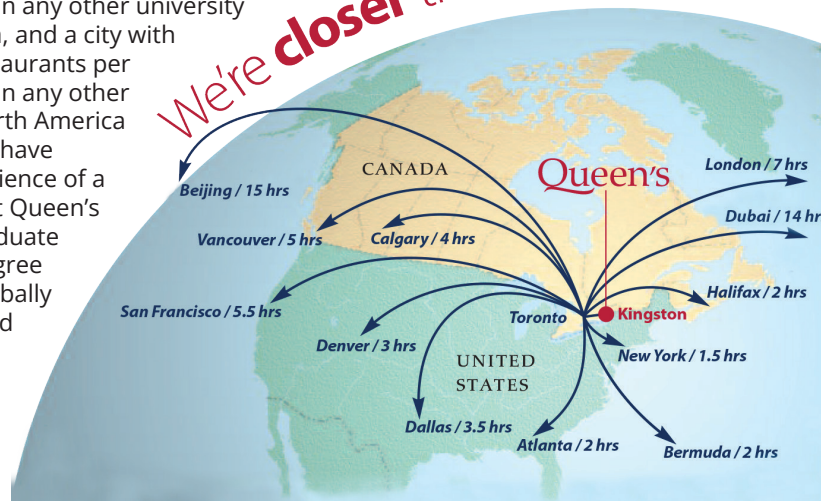 n any other university
, and a city with
taurants per
n any other
rth America
have
ience of a
t Queen's
duate
gree
bally
d
We're closer
CANADA
Queen's
London / 7 hrs
Beijing / 15 hrs
Dubai / 14 hr
Vancouver / 5 hrs
Calgary / 4 hrs
Halifax / 2 hrs
San Francisco / 5.5 hrs
Toronto
Kingston
Denver / 3 hrs
New York / 1.5 hrs
UNITED
STATES
Dallas / 3.5 hrs
Atlanta / 2 hrs
Bermuda / 2 hrs